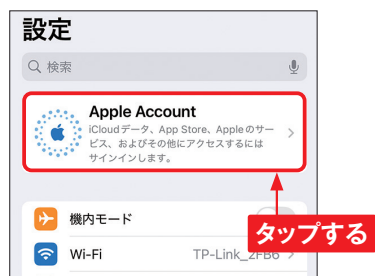 設定
検索
Apple Account
iCloudデータ、App Store、Appleのサー
ビス、およびその他にアクセスするには
サインインします。
機内モード
タップする
Wi-Fi
TP-Link_2FB6